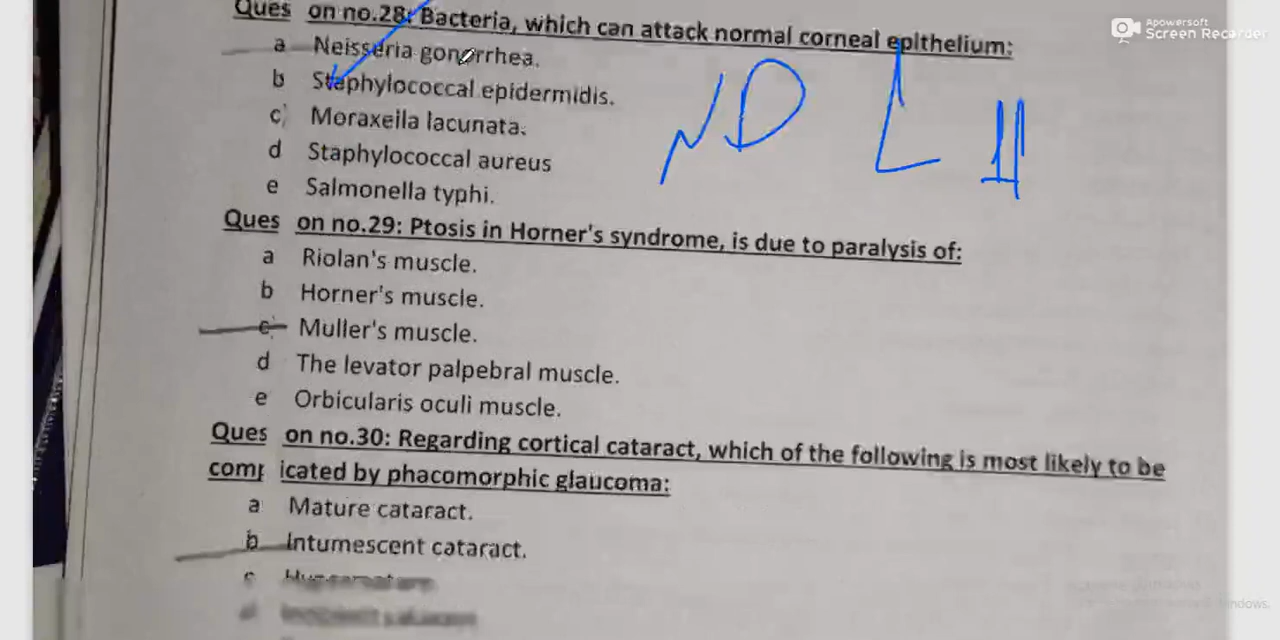 Apowersoft
Screen Recorder
Ques on no.28: Bacteria, which can attack normal corneal epithelium:
a Neisseria gonorrhea.
b Staphylococcal epidermidis.
c Moraxella lacunata.
d Staphylococcal aureus
e Salmonella typhi.
N D L H
Ques on no.29: Ptosis in Horner's syndrome, is due to paralysis of:
a Riolan's muscle.
b Horner's muscle.
c Muller's muscle.
d The levator palpebral muscle.
e Orbicularis oculi muscle.
Ques on no.30: Regarding cortical cataract, which of the following is most likely to be
comp icated by phacomorphic glaucoma:
a Mature cataract.
b Intumescent cataract.
c